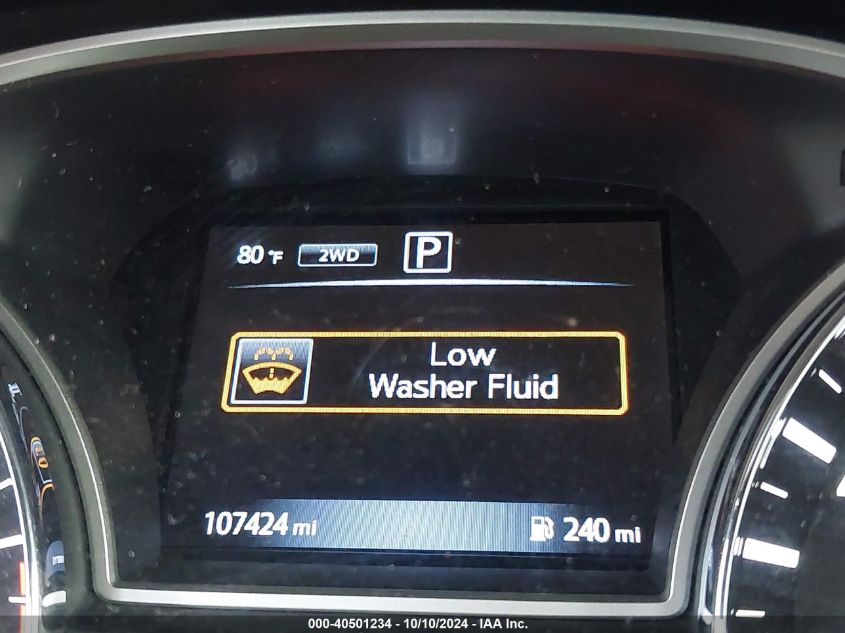 80 °F 2WD P
Low
Washer Fluid
107424 mi 240 mi
000-40501234 - 10/10/2024 - IAA Inc.